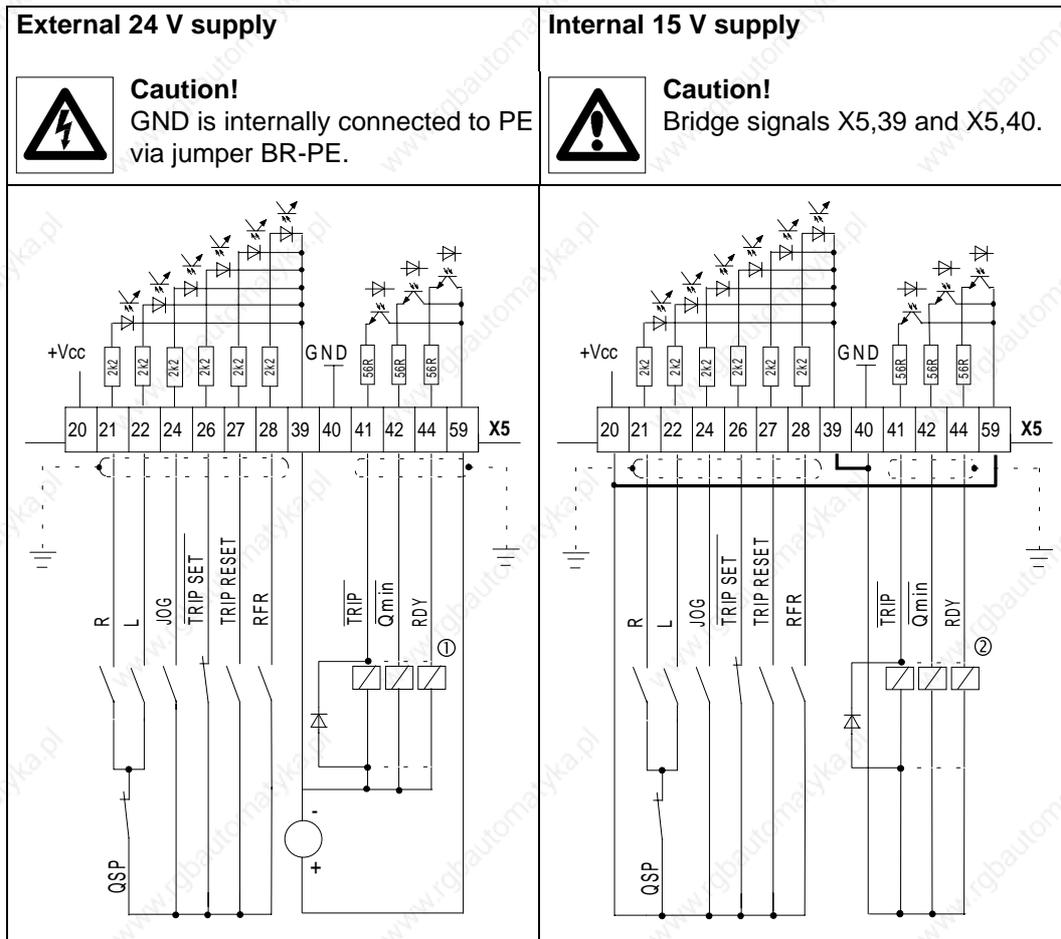 External 24 V supply
Caution!
GND is internally connected to PE
via jumper BR-PE.
Internal 15 V supply
Caution!
Bridge signals X5,39 and X5,40.
+Vcc
2k2 2k2 2k2 2k2 2k2 2k2
GND
56R 56R 56R
20 21 22 24 26 27 28 39 40 41 42 44 59 X5
R
L
JOG
TRIP SET
TRIP RESET
RFR
TRIP
Qmin
RDY
①
QSP
-
+
+Vcc
2k2 2k2 2k2 2k2 2k2 2k2
GND
56R 56R 56R
20 21 22 24 26 27 28 39 40 41 42 44 59 X5
R
L
JOG
TRIP SET
TRIP RESET
RFR
TRIP
Qmin
RDY
②
QSP
www.rgbautomatyka.pl